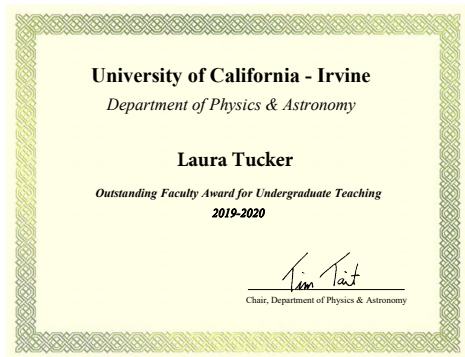 University of California - Irvine
Department of Physics & Astronomy
Laura Tucker
Outstanding Faculty Award for Undergraduate Teaching
2019-2020
Tim Tait
Chair, Department of Physics & Astronomy